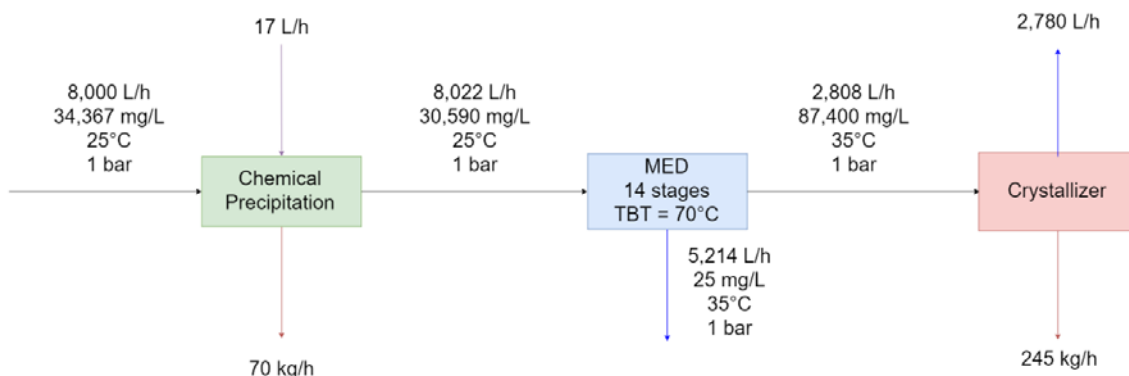 17 L/h
2,780 L/h
8,000 L/h
34,367 mg/L
25°C
1 bar
8,022 L/h
30,590 mg/L
25°C
1 bar
2,808 L/h
87,400 mg/L
35°C
1 bar
Chemical
Precipitation
MED
14 stages
TBT = 70°C
Crystallizer
5,214 L/h
25 mg/L
35°C
1 bar
70 kg/h
245 kg/h